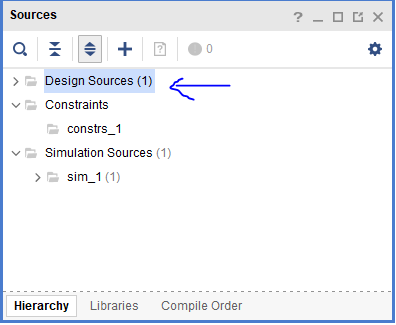 Sources
0
Design Sources (1)
Constraints
constrs_1
Simulation Sources (1)
sim_1 (1)
Hierarchy Libraries Compile Order